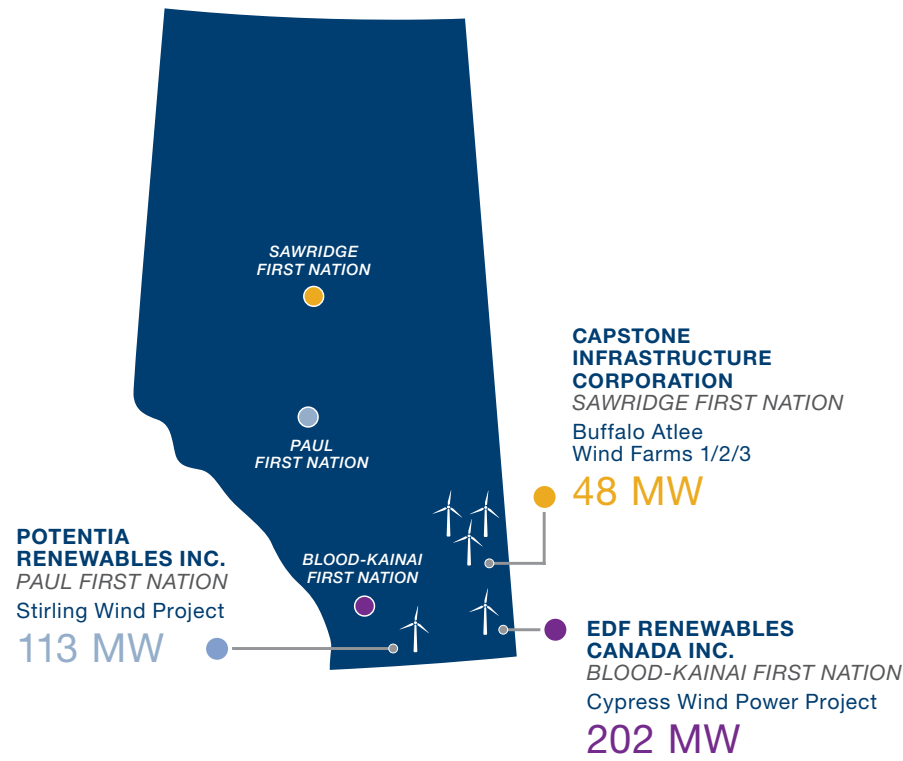 SAWRIDGE
FIRST NATION
PAUL
FIRST NATION
BLOOD-KAINAI
FIRST NATION
CAPSTONE
INFRASTRUCTURE
CORPORATION
SAWRIDGE FIRST NATION
Buffalo Atlee
Wind Farms 1/2/3
48 MW
POTENTIA
RENEWABLES INC.
PAUL FIRST NATION
Stirling Wind Project
113 MW
EDF RENEWABLES
CANADA INC.
BLOOD-KAINAI FIRST NATION
Cypress Wind Power Project
202 MW